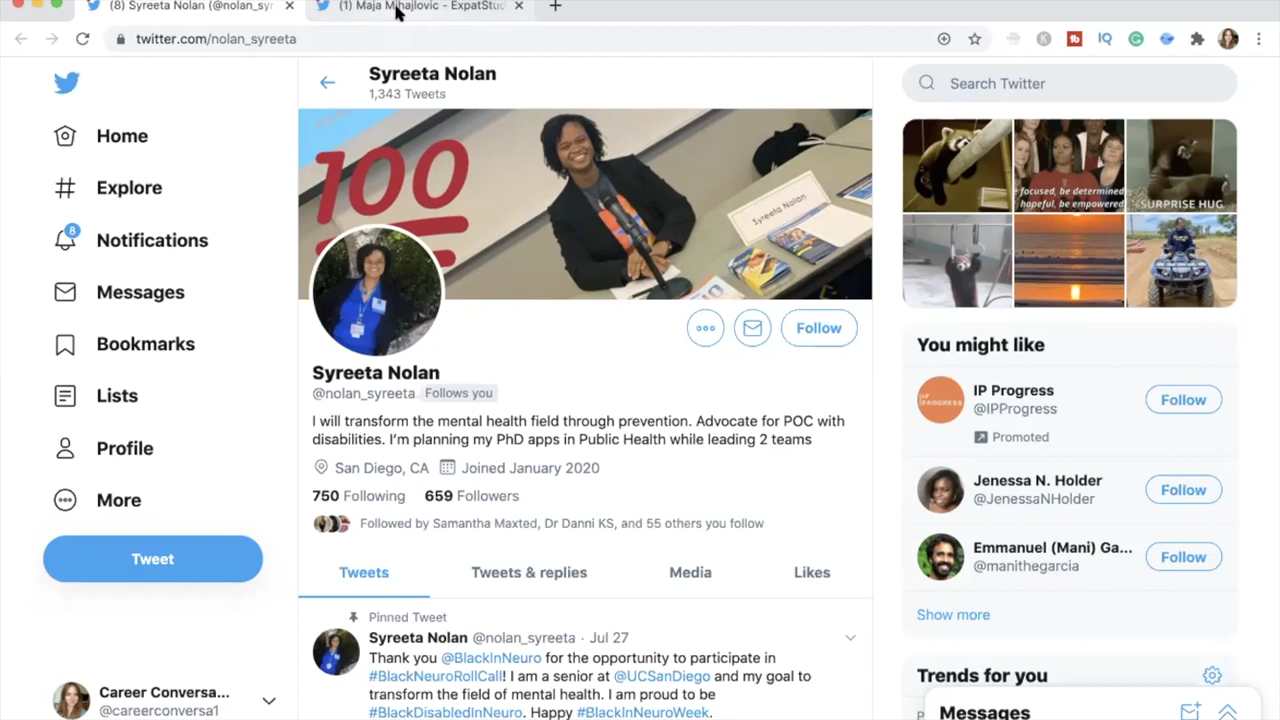 (8) Syreeta Nolan (@nolan_syr
(1) Maja Mihajlovic - ExpatStud
twitter.com/nolan_syreeta
Syreeta Nolan
1,343 Tweets
Home
Explore
8
Notifications
Messages
Bookmarks
Lists
Profile
More
Tweet
Career Conversa...
@careerconversa1
100
Syreeta Nolan
Follow
Syreeta Nolan
@nolan_syreeta Follows you
I will transform the mental health field through prevention. Advocate for POC with
disabilities. I'm planning my PhD apps in Public Health while leading 2 teams
San Diego, CA Joined January 2020
750 Following 659 Followers
Followed by Samantha Maxted, Dr Danni KS, and 55 others you follow
Tweets Tweets & replies Media Likes
Pinned Tweet
Syreeta Nolan @nolan_syreeta · Jul 27
Thank you @BlackInNeuro for the opportunity to participate in
#BlackNeuroRollCall! I am a senior at @UCSanDiego and my goal to
transform the field of mental health. I am proud to be
#BlackDisabledInNeuro. Happy #BlackInNeuroWeek.
Search Twitter
e focused, be determined
hopeful, be empowered
SURPRISE HUG
You might like
IP PROGRESS
IP Progress
@IPProgress
Follow
Promoted
Jenessa N. Holder
@JenessaNHolder
Follow
Emmanuel (Mani) Ga...
@manithegarcia
Follow
Show more
Trends for you
Messages